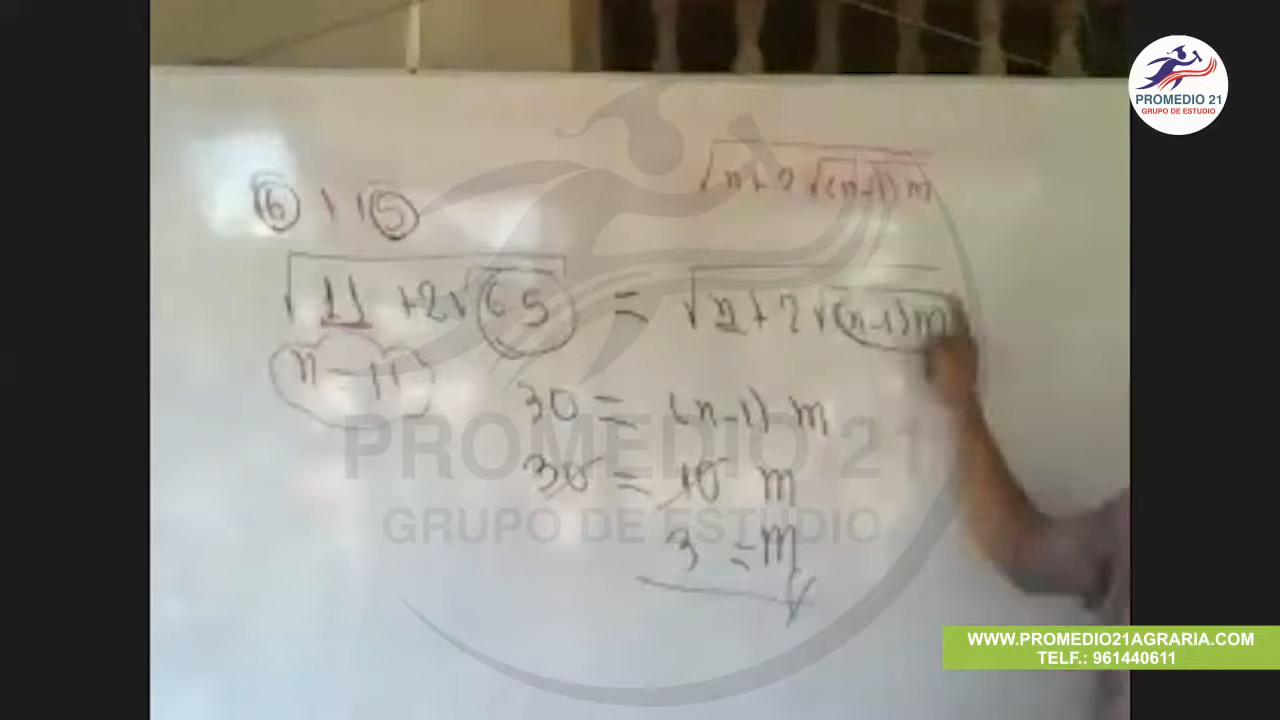 PROMEDIO 21
GRUPO DE ESTUDIO
√n+2√(n-1)m
6 + 5
√11 +2√6 5 = √n+2√(n-1)m
n = 11
30 = (n-1) m
30 = 10 m
3 = m
PROMEDIO 21
GRUPO DE ESTUDIO
WWW.PROMEDIO21AGRARIA.COM
TELF.: 961440611